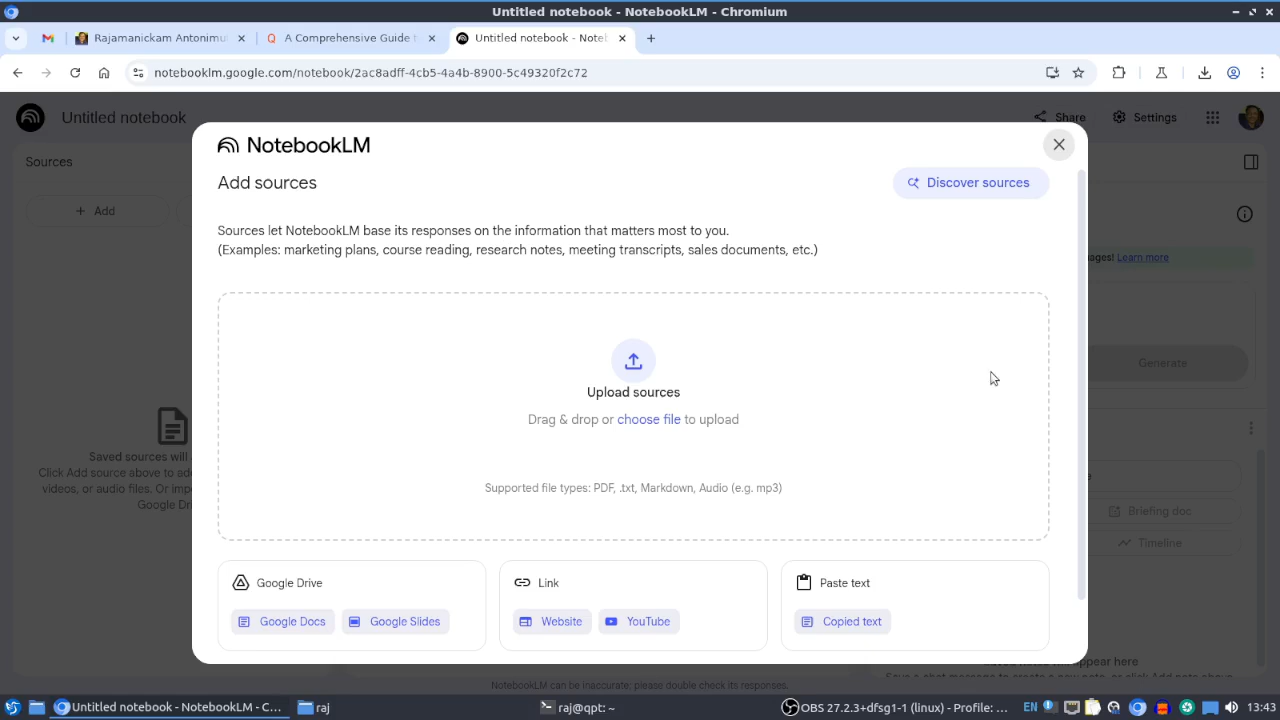 Untitled notebook - NotebookLM - Chromium
Rajamanickam Antonimu
A Comprehensive Guide t
Untitled notebook - Noteb
notebooklm.google.com/notebook/2ac8adff-4cb5-4a4b-8900-5c49320f2c72
Untitled notebook
Share
Settings
NotebookLM
Sources
Add sources
Discover sources
+ Add
Sources let NotebookLM base its responses on the information that matters most to you.
(Examples: marketing plans, course reading, research notes, meeting transcripts, sales documents, etc.)
ages! Learn more
Upload sources
Drag & drop or choose file to upload
Generate
Saved sources will
Click Add source above to ad
videos, or audio files. Or impo
Google Dri
Supported file types: PDF, .txt, Markdown, Audio (e.g. mp3)
Briefing doc
Timeline
Google Drive
Google Docs
Google Slides
Link
Website
YouTube
Paste text
Copied text
appear here
NotebookLM can be inaccurate; please double check its responses.
Untitled notebook - NotebookLM - C...
raj
raj@qpt: ~
OBS 27.2.3+dfsg1-1 (linux) - Profile: ...
EN
13:43